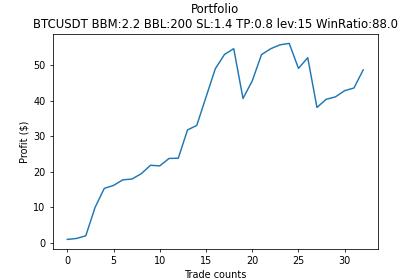 Portfolio
BTCUSDT BBM:2.2 BBL:200 SL:1.4 TP:0.8 lev:15 WinRatio:88.0
50
40
30
20
10
0
Profit ($)
0 5 10 15 20 25 30
Trade counts